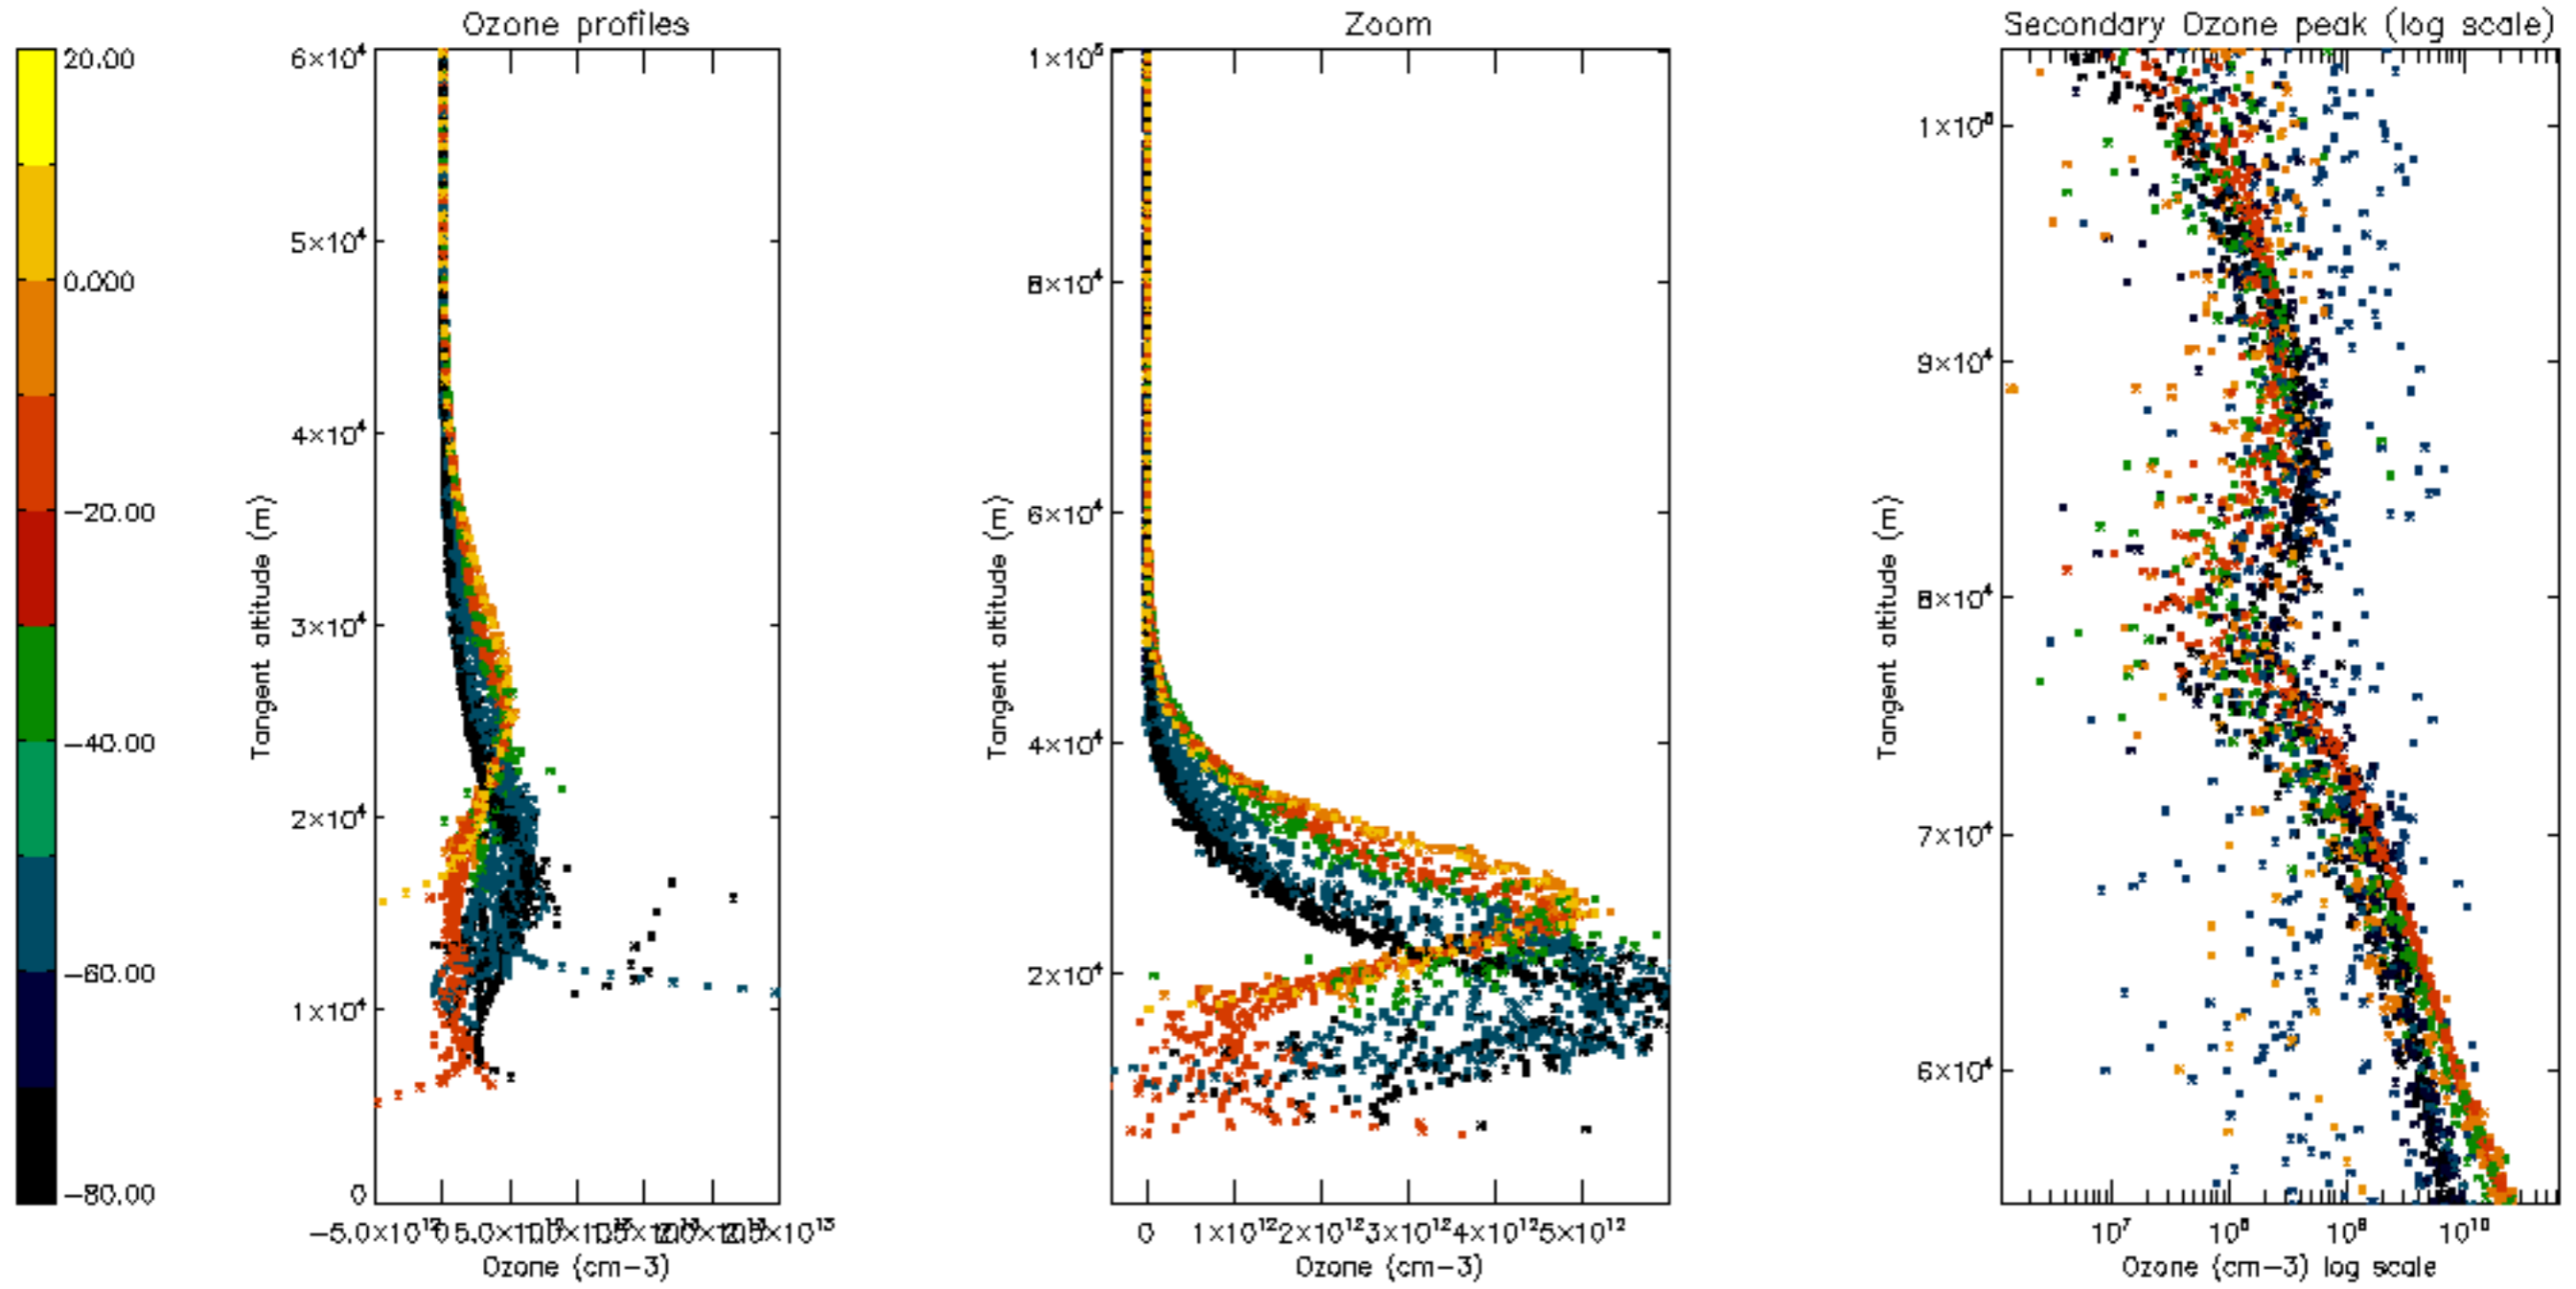 Ozone profiles
Zoom
Secondary Ozone peak (log scale)
20.00
0.000
−20.00
−40.00
−60.00
−80.00
6×10⁴
5×10⁴
4×10⁴
3×10⁴
2×10⁴
1×10⁴
0
Tangent altitude (m)
Ozone (cm−3)
1×10⁵
8×10⁴
6×10⁴
4×10⁴
2×10⁴
Tangent altitude (m)
0 1×10¹² 2×10¹² 3×10¹² 4×10¹² 5×10¹²
Ozone (cm−3)
1×10⁵
9×10⁴
8×10⁴
7×10⁴
6×10⁴
Tangent altitude (m)
10⁷ 10⁸ 10⁹ 10¹⁰
Ozone (cm−3) log scale